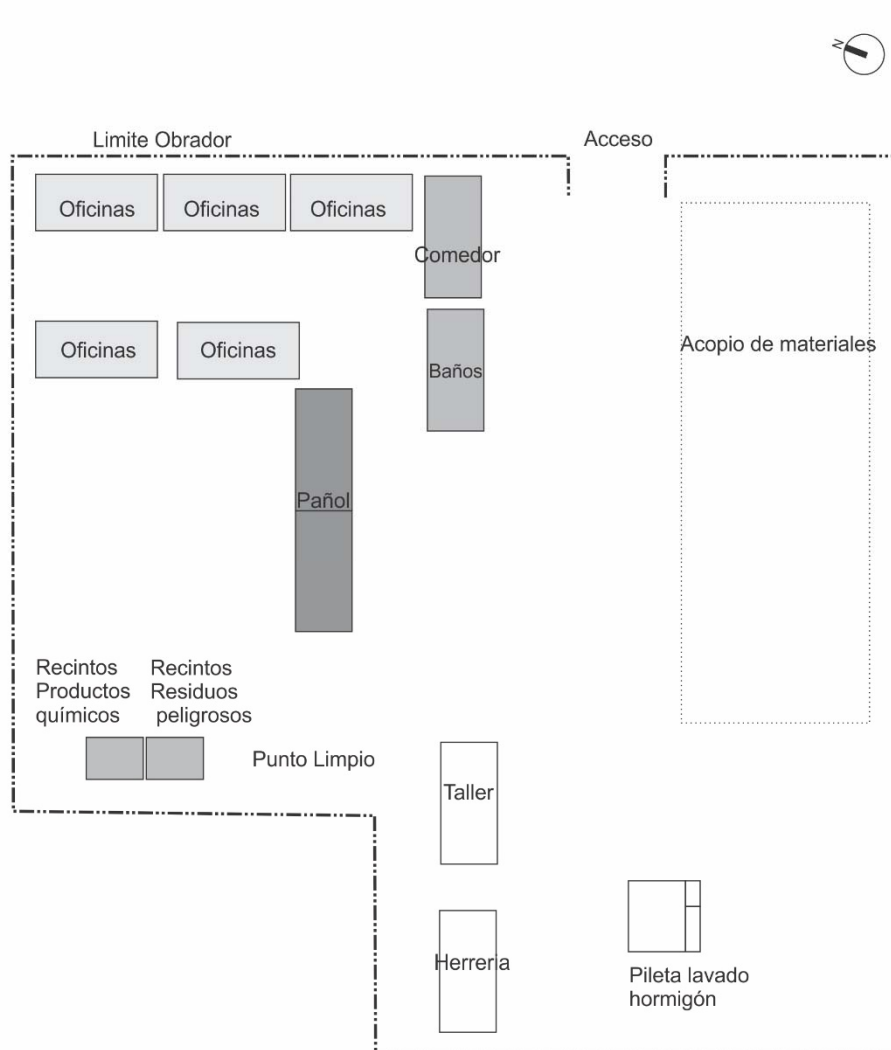 N
Limite Obrador
Acceso
Oficinas
Oficinas
Oficinas
Comedor
Oficinas
Oficinas
Baños
Acopio de materiales
Pañol
Recintos
Productos
químicos
Recintos
Residuos
peligrosos
Punto Limpio
Taller
Herreria
Pileta lavado
hormigón